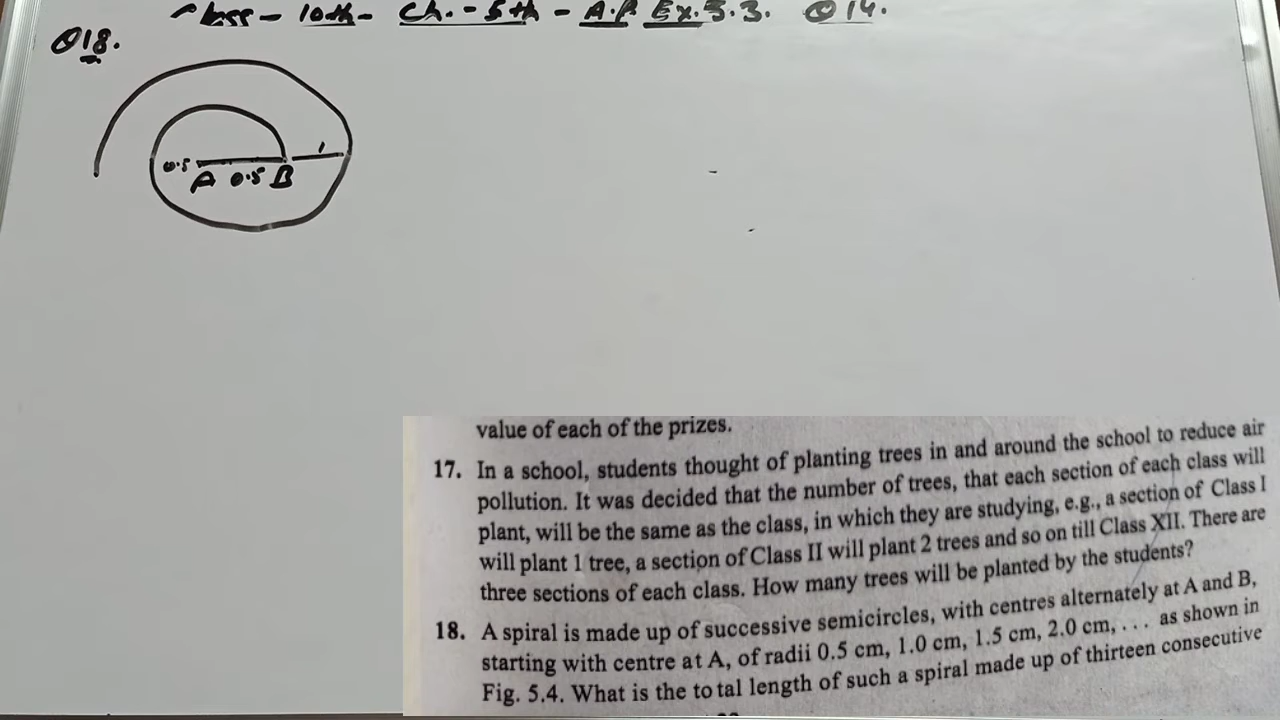 Class - 10th - Ch. - 5th - A.P Ex. 5.3. Q 14.
Q18.
0.5 A 0.5 B 1
value of each of the prizes.
17. In a school, students thought of planting trees in and around the school to reduce air
pollution. It was decided that the number of trees, that each section of each class will
plant, will be the same as the class, in which they are studying, e.g., a section of Class I
will plant 1 tree, a section of Class II will plant 2 trees and so on till Class XII. There are
three sections of each class. How many trees will be planted by the students?
18. A spiral is made up of successive semicircles, with centres alternately at A and B,
starting with centre at A, of radii 0.5 cm, 1.0 cm, 1.5 cm, 2.0 cm, . . . as shown in
Fig. 5.4. What is the to tal length of such a spiral made up of thirteen consecutive